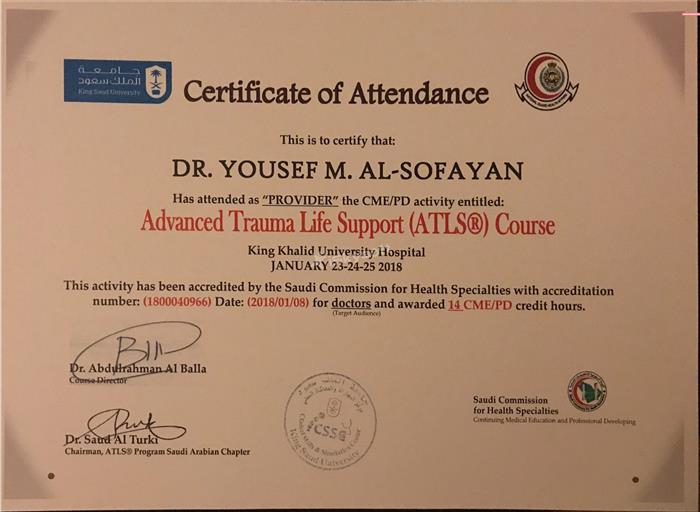 جامعة
الملك سعود
King Saud University
Certificate of Attendance
This is to certify that:
DR. YOUSEF M. AL-SOFAYAN
Has attended as “PROVIDER” the CME/PD activity entitled:
Advanced Trauma Life Support (ATLS®) Course
King Khalid University Hospital
JANUARY 23-24-25 2018
This activity has been accredited by the Saudi Commission for Health Specialties with accreditation
number: (1800040966) Date: (2018/01/08) for doctors and awarded 14 CME/PD credit hours.
(Target Audience)
Dr. Abdulrahman Al Balla
Course Director
Dr. Saud Al Turki
Chairman, ATLS® Program Saudi Arabian Chapter
CSSC
Clinical Skills & Simulation Center
King Saud University
Saudi Commission
for Health Specialties
Continuing Medical Education and Professional Developing